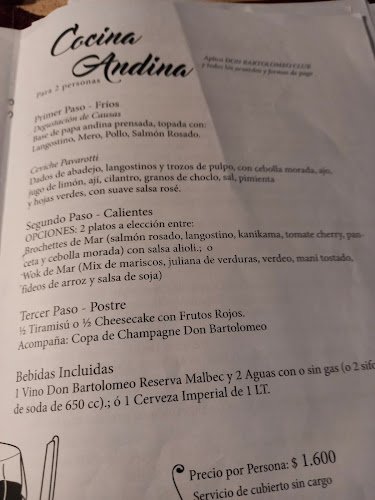 Cocina
Andina
Para 2 personas
Aplica DON BARTOLOMEO CLUB
y todos los acuerdos y formas de pago
Primer Paso - Fríos
Degustación de Causas
Base de papa andina prensada, topada con:
Langostino, Mero, Pollo, Salmón Rosado.
Ceviche Pavarotti
Dados de abadejo, langostinos y trozos de pulpo, con cebolla morada, ajo,
jugo de limón, ají, cilantro, granos de choclo, sal, pimienta
y hojas verdes, con suave salsa rosé.
Segundo Paso - Calientes
OPCIONES: 2 platos a elección entre:
Brochettes de Mar (salmón rosado, langostino, kanikama, tomate cherry, pan-
ceta y cebolla morada) con salsa alioli.; o
Wok de Mar (Mix de mariscos, juliana de verduras, verdeo, mani tostado,
fideos de arroz y salsa de soja)
Tercer Paso - Postre
½ Tiramisú o ½ Cheesecake con Frutos Rojos.
Acompaña: Copa de Champagne Don Bartolomeo
Bebidas Incluidas
1 Vino Don Bartolomeo Reserva Malbec y 2 Aguas con o sin gas (o 2 sifo
de soda de 650 cc).; ó 1 Cerveza Imperial de 1 LT.
Precio por Persona: $ 1.600
Servicio de cubierto sin cargo